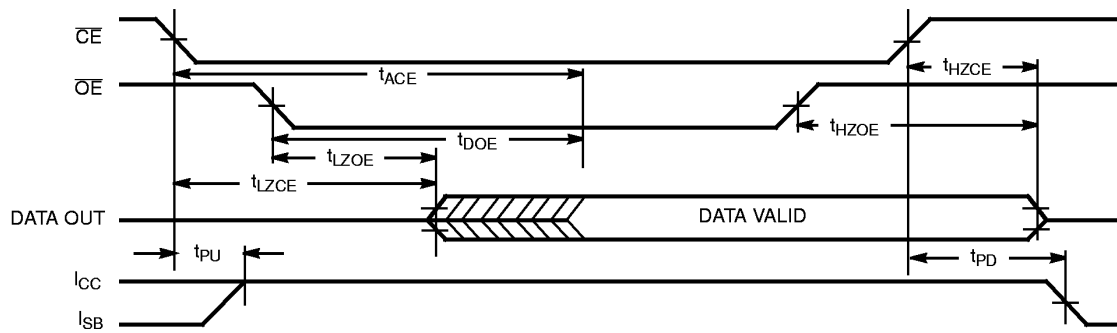 CE
tACE
tHZCE
OE
tHZOE
tDOE
tLZOE
tLZCE
DATA OUT
DATA VALID
tPU
tPD
ICC
ISB